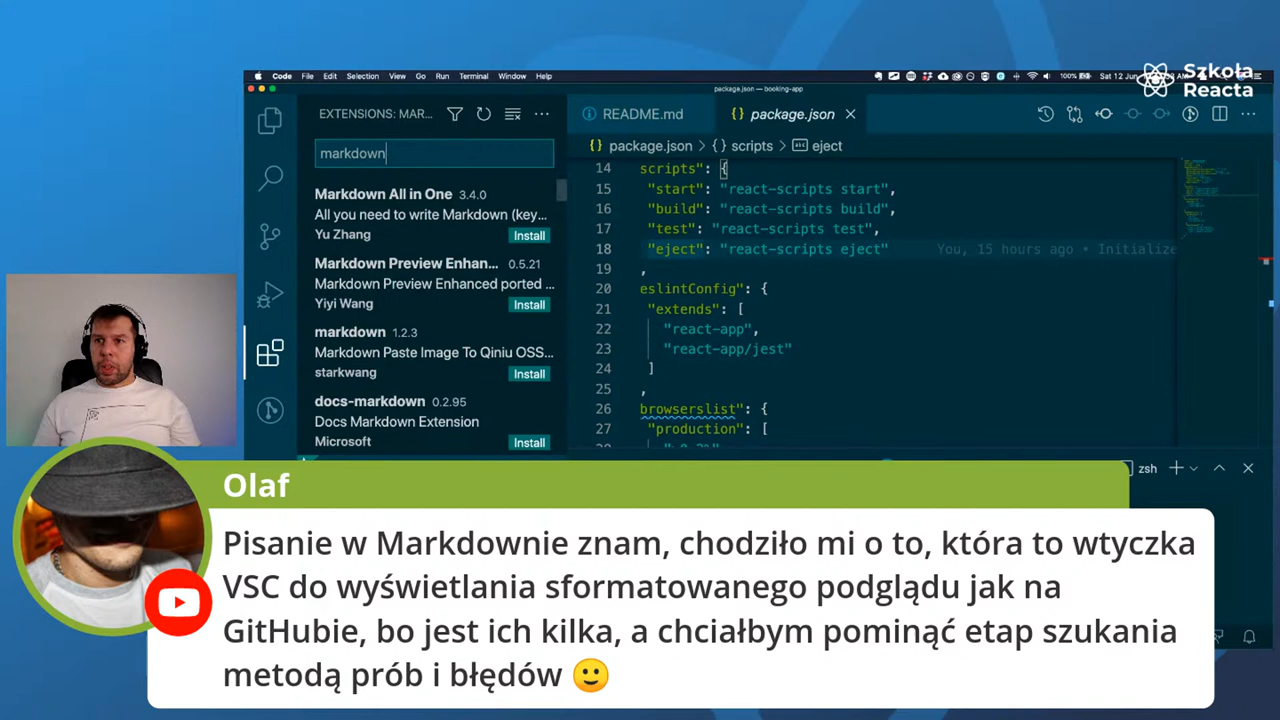 Code File Edit Selection View Go Run Terminal Window Help
100% Sat 12 Jun
package.json — booking-app
Szkoła
Reacta
EXTENSIONS: MAR...
markdown
Markdown All in One 3.4.0
All you need to write Markdown (key...
Yu Zhang
Install
Markdown Preview Enhan... 0.5.21
Markdown Preview Enhanced ported ...
Yiyi Wang
Install
markdown 1.2.3
Markdown Paste Image To Qiniu OSS...
starkwang
Install
docs-markdown 0.2.95
Docs Markdown Extension
Microsoft
Install
README.md
{} package.json
{} package.json > {} scripts > abc eject
14 scripts": {
15 "start": "react-scripts start",
16 "build": "react-scripts build",
17 "test": "react-scripts test",
18 "eject": "react-scripts eject" You, 15 hours ago • Initialize
19 ,
20 eslintConfig": {
21 "extends": [
22 "react-app",
23 "react-app/jest"
24 ]
25 ,
26 browserslist": {
27 "production": [
zsh
Olaf
Pisanie w Markdownie znam, chodziło mi o to, która to wtyczka
VSC do wyświetlania sformatowanego podglądu jak na
GitHubie, bo jest ich kilka, a chciałbym pominąć etap szukania
metodą prób i błędów 🙂